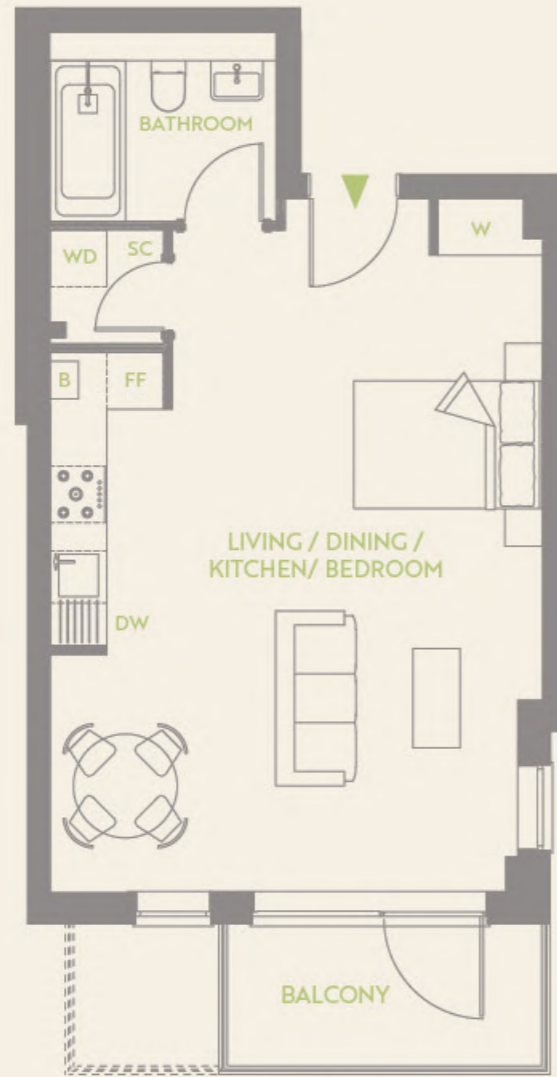 BATHROOM
WD
SC
W
B
FF
LIVING / DINING /
KITCHEN/ BEDROOM
DW
BALCONY